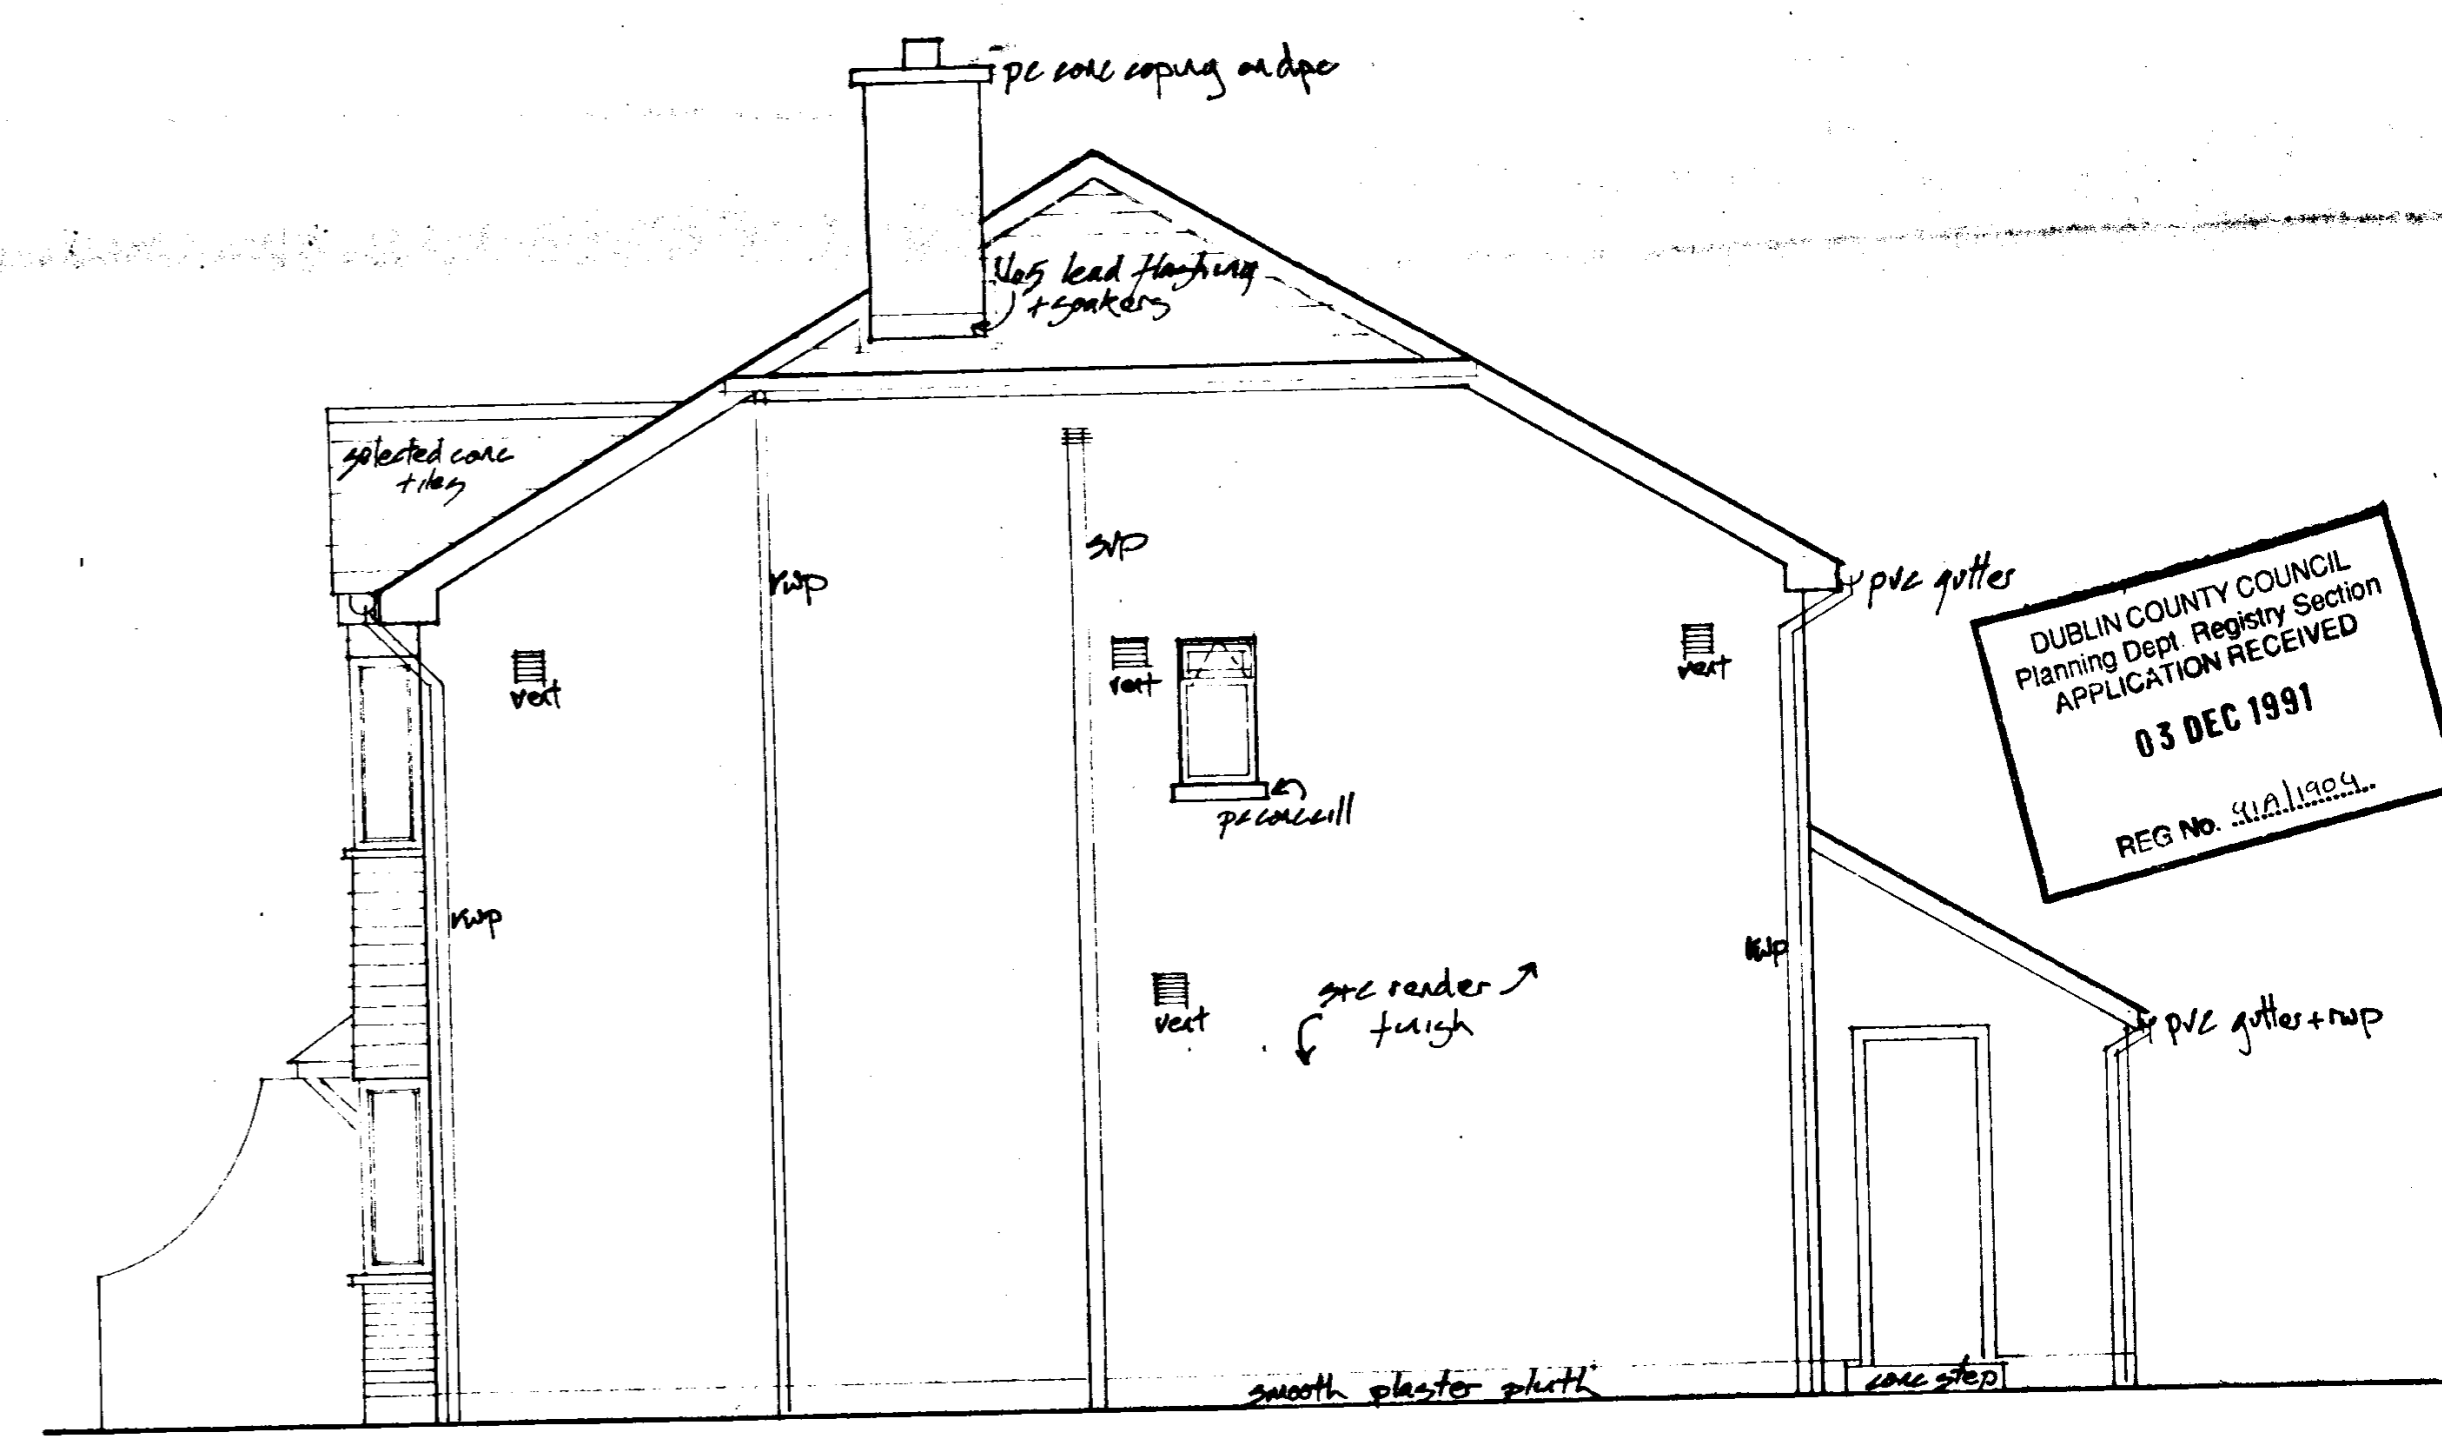 pc conc coping on dpc
No5 lead flashing
+ soakers
selected conc
tiles
svp
rwp
pvc gutter
DUBLIN COUNTY COUNCIL
Planning Dept. Registry Section
APPLICATION RECEIVED
03 DEC 1991
REG No. 91A/1904
vent
vent
vent
pc conc cill
rwp
rwp
vent
s+c render
finish
pvc gutter + rwp
smooth plaster plinth
conc step